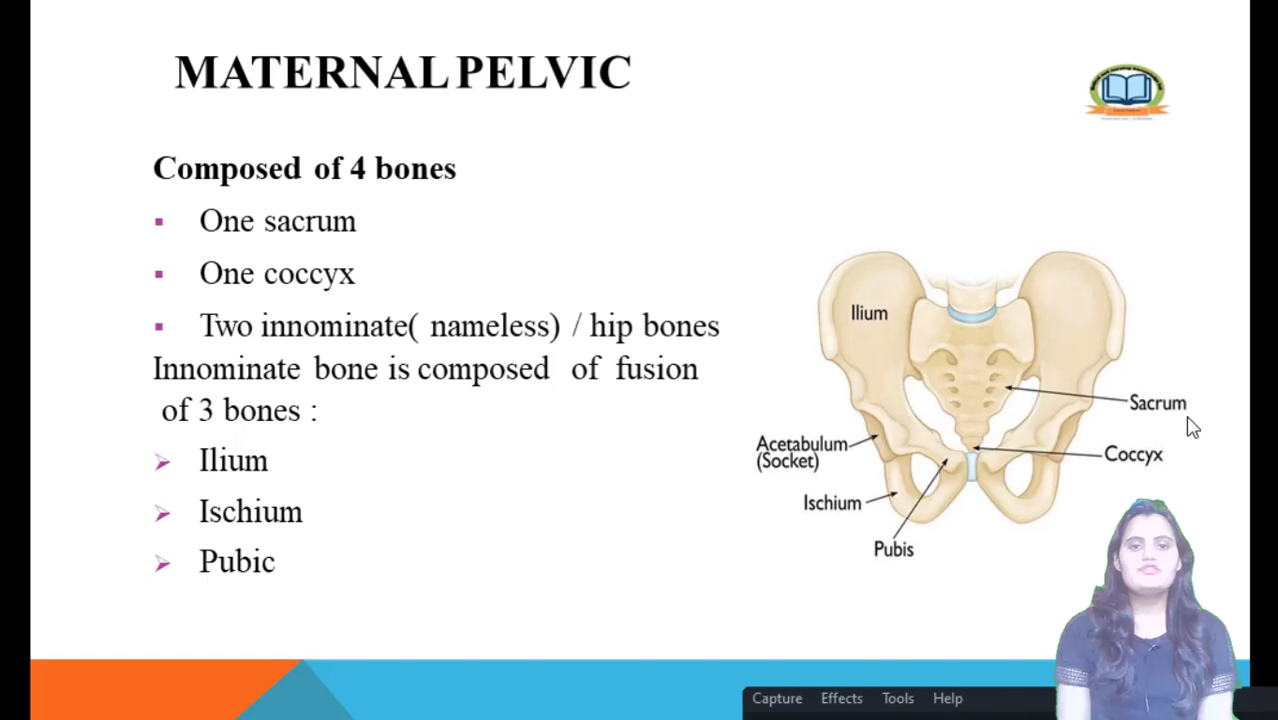 MATERNAL PELVIC
Composed of 4 bones
▪ One sacrum
▪ One coccyx
▪ Two innominate( nameless) / hip bones
Innominate bone is composed of fusion
of 3 bones :
➢ Ilium
➢ Ischium
➢ Pubic
Ilium
Sacrum
Acetabulum
(Socket)
Coccyx
Ischium
Pubis
Capture Effects Tools Help